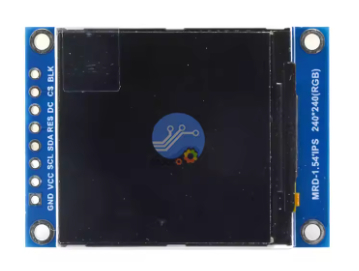 GND VCC SCL SDA RES DC CS BLK
MRD-1.54"IPS 240*240(RGB)